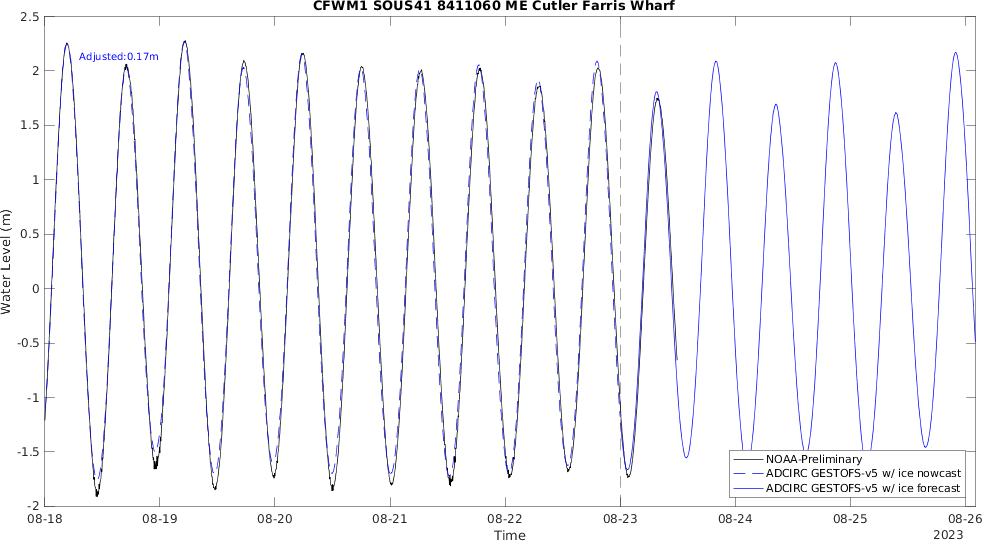 CFWM1 SOUS41 8411060 ME Cutler Farris Wharf
Adjusted:0.17m
2.5
2
1.5
1
0.5
0
-0.5
-1
-1.5
-2
Water Level (m)
08-18
08-19
08-20
08-21
08-22
08-23
08-24
08-25
08-26
Time
2023
NOAA-Preliminary
ADCIRC GESTOFS-v5 w/ ice nowcast
ADCIRC GESTOFS-v5 w/ ice forecast